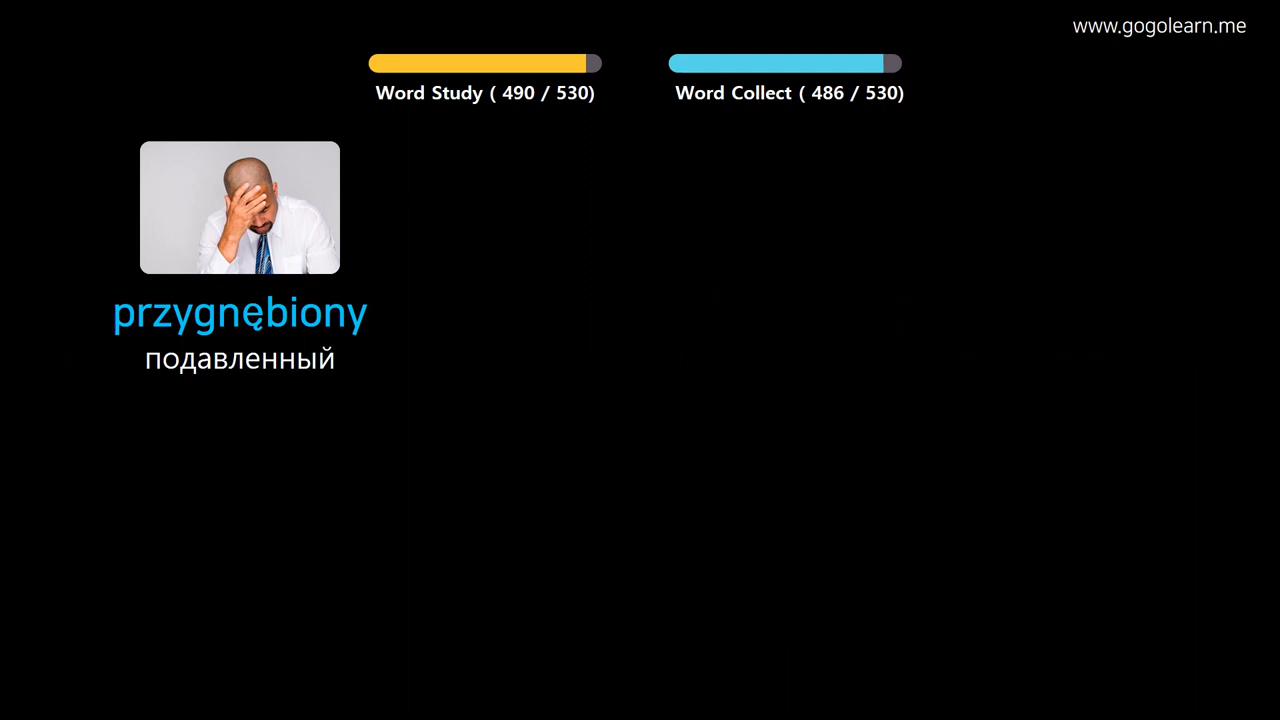 www.gogolearn.me
Word Study ( 490 / 530)
Word Collect ( 486 / 530)
przygnębiony
подавленный